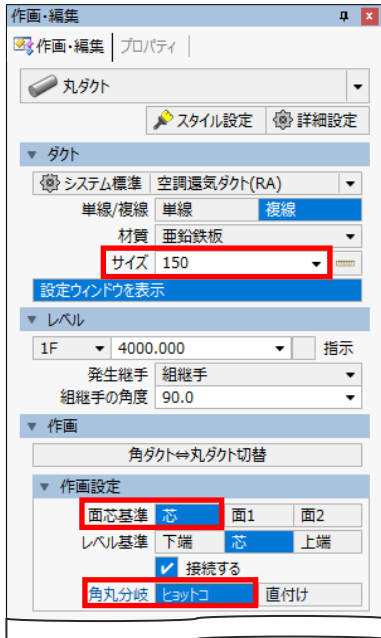 作画・編集
作画・編集 プロパティ
丸ダクト
スタイル設定 詳細設定
ダクト
システム標準 空調還気ダクト(RA)
単線/複線 単線 複線
材質 亜鉛鉄板
サイズ 150
設定ウィンドウを表示
レベル
1F 4000.000 指示
発生継手 組継手
組継手の角度 90.0
作画
角ダクト⇔丸ダクト切替
作画設定
面芯基準 芯 面1 面2
レベル基準 下端 芯 上端
接続する
角丸分岐 ヒョットコ 直付け